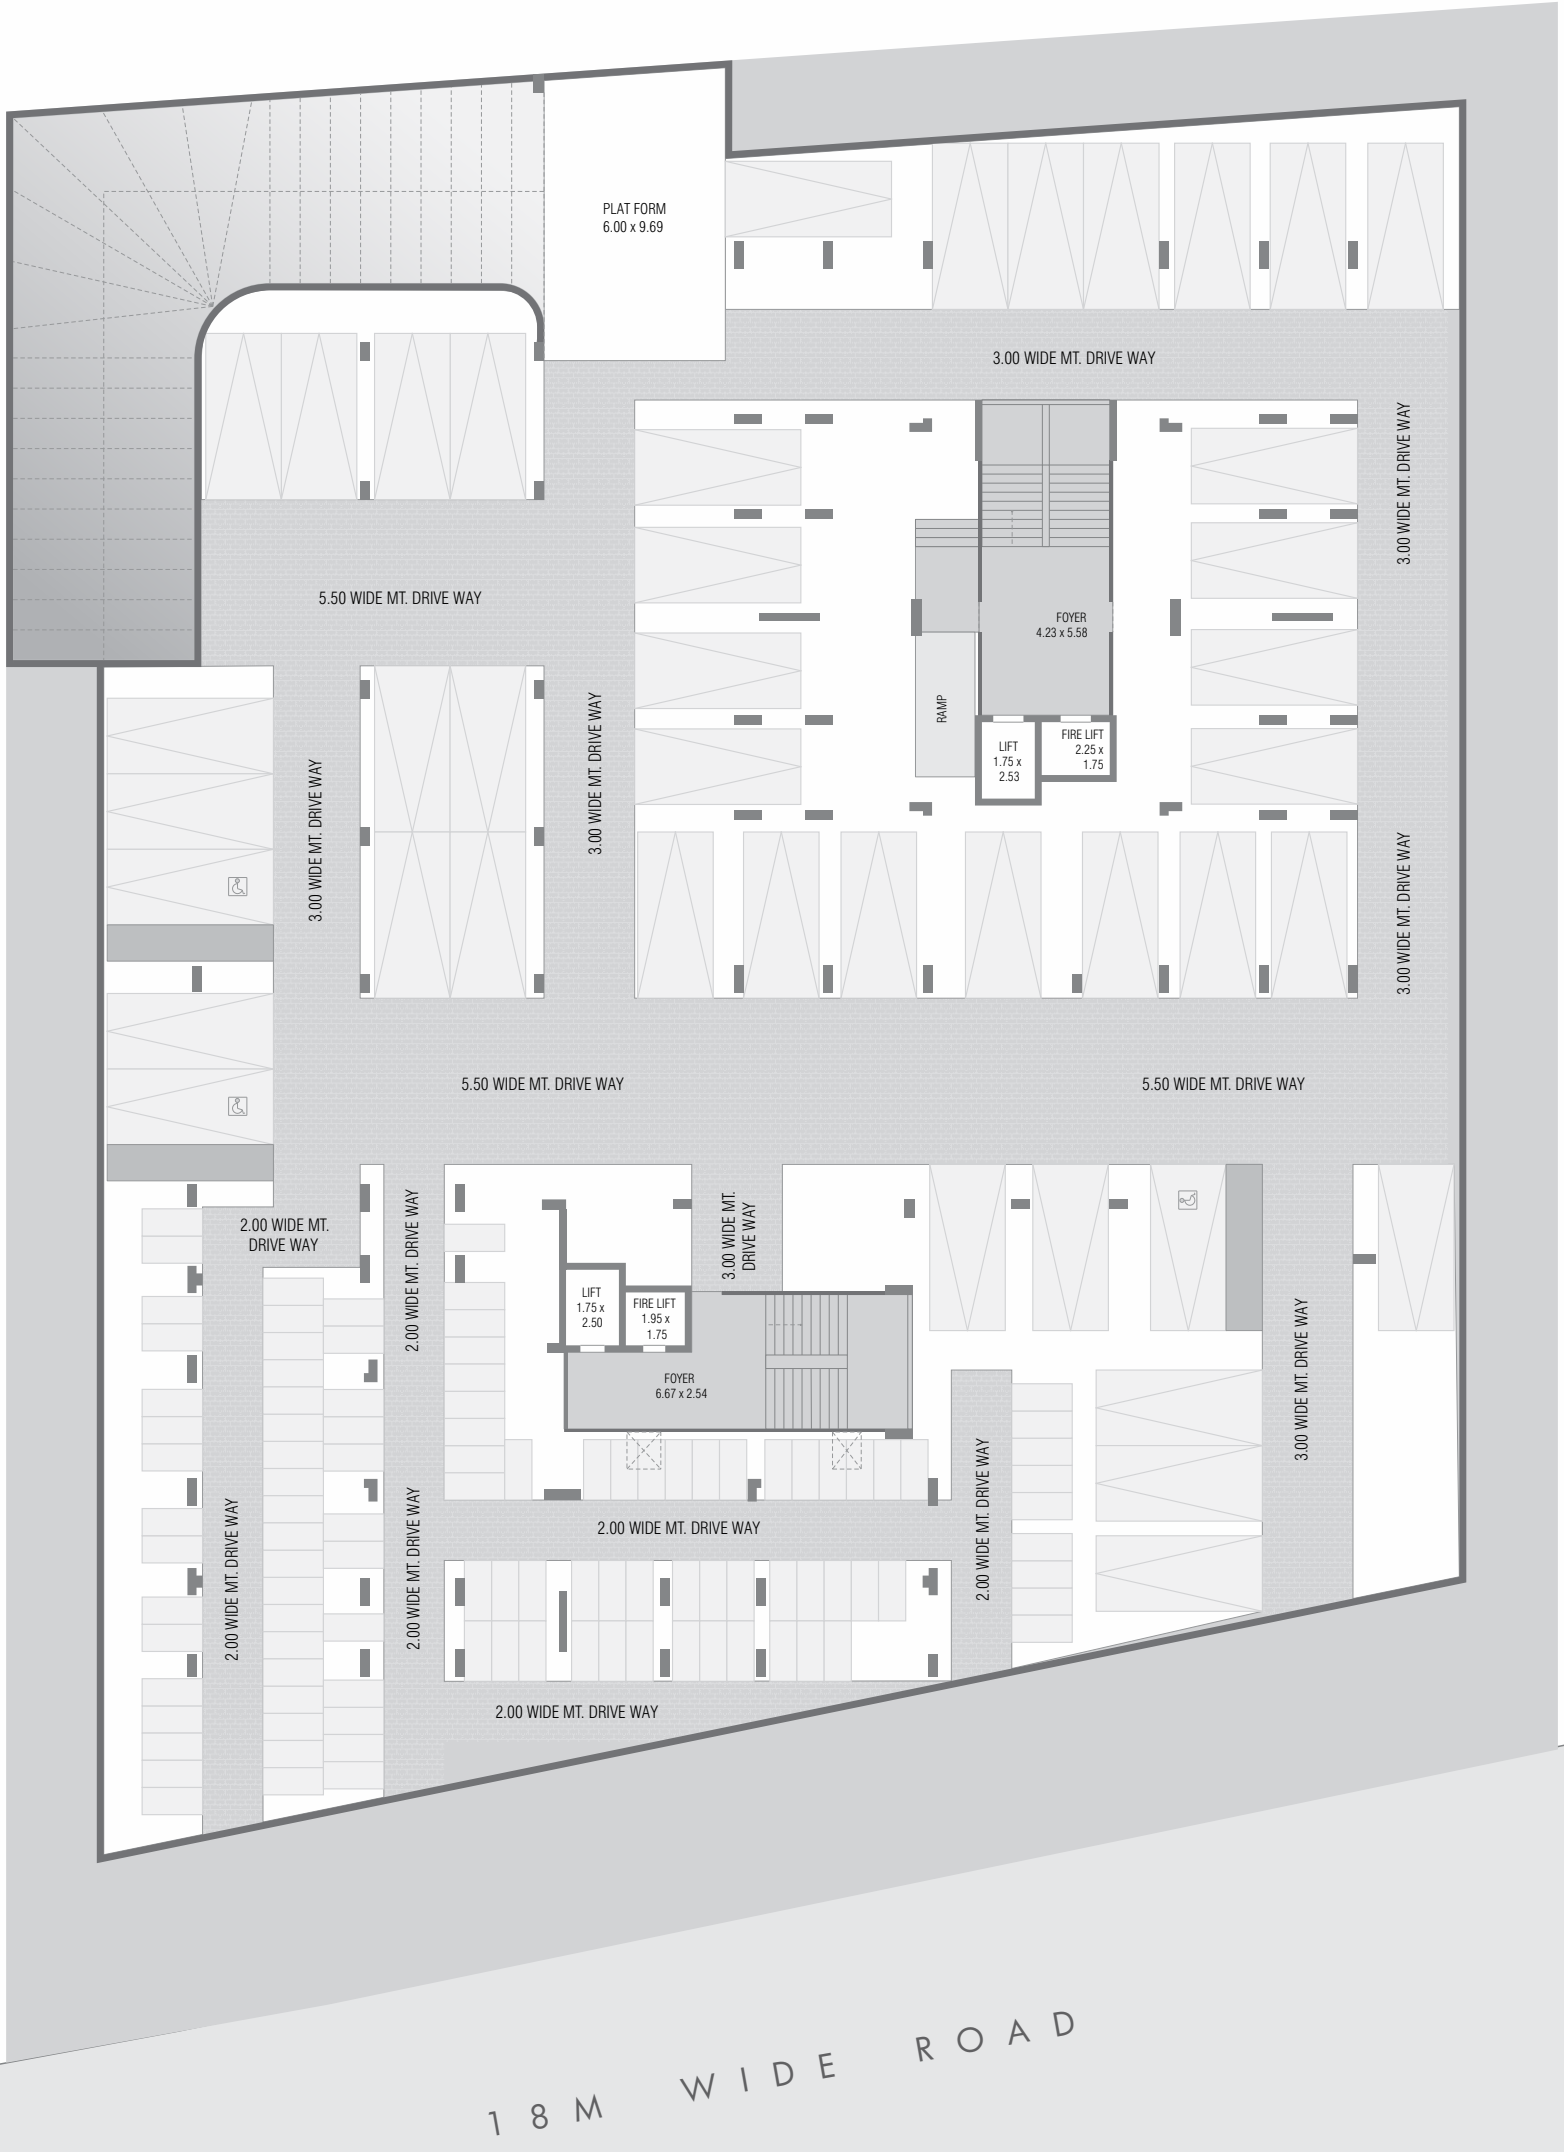 PLAT FORM
6.00 x 9.69
3.00 WIDE MT. DRIVE WAY
3.00 WIDE MT. DRIVE WAY
5.50 WIDE MT. DRIVE WAY
FOYER
4.23 x 5.58
RAMP
LIFT
1.75 x
2.53
FIRE LIFT
2.25 x
1.75
3.00 WIDE MT. DRIVE WAY
3.00 WIDE MT. DRIVE WAY
3.00 WIDE MT. DRIVE WAY
5.50 WIDE MT. DRIVE WAY
5.50 WIDE MT. DRIVE WAY
2.00 WIDE MT.
DRIVE WAY
2.00 WIDE MT. DRIVE WAY
3.00 WIDE MT.
DRIVE WAY
LIFT
1.75 x
2.50
FIRE LIFT
1.95 x
1.75
FOYER
6.67 x 2.54
3.00 WIDE MT. DRIVE WAY
2.00 WIDE MT. DRIVE WAY
2.00 WIDE MT. DRIVE WAY
2.00 WIDE MT. DRIVE WAY
2.00 WIDE MT. DRIVE WAY
2.00 WIDE MT. DRIVE WAY
18M WIDE ROAD